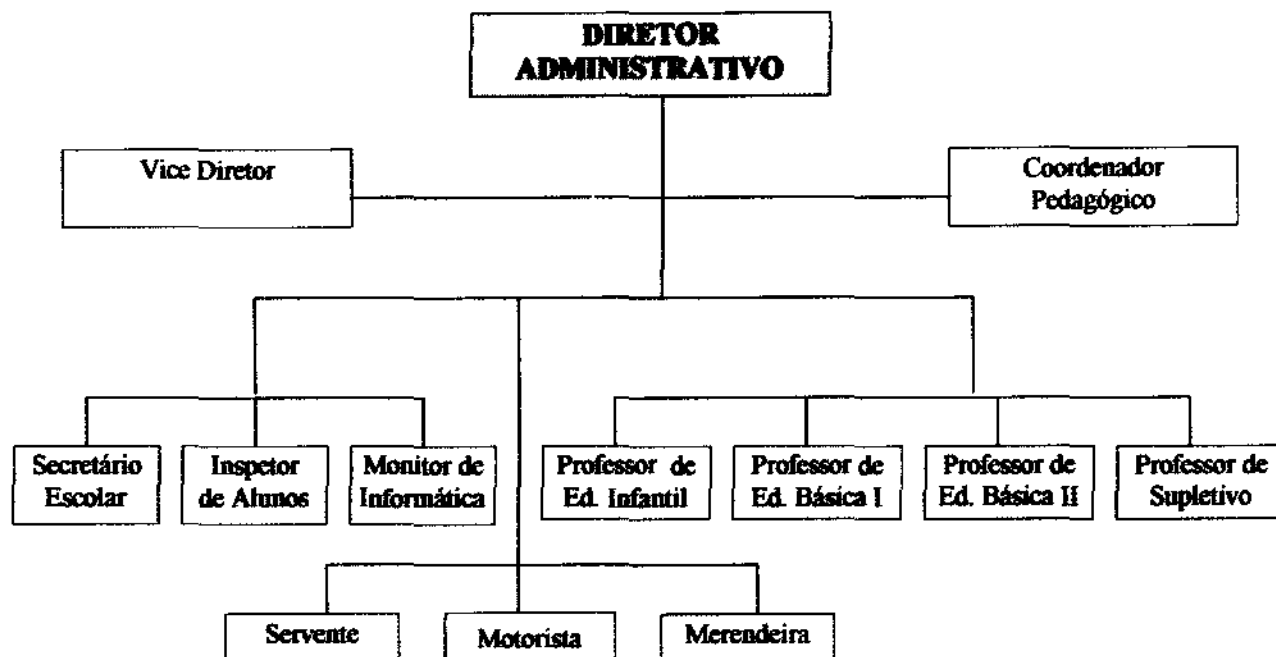 DIRETOR
ADMINISTRATIVO
Vice Diretor
Coordenador
Pedagógico
Secretário
Escolar
Inspetor
de Alunos
Monitor de
Informática
Professor de
Ed. Infantil
Professor de
Ed. Básica I
Professor de
Ed. Básica II
Professor de
Supletivo
Servente
Motorista
Merendeira